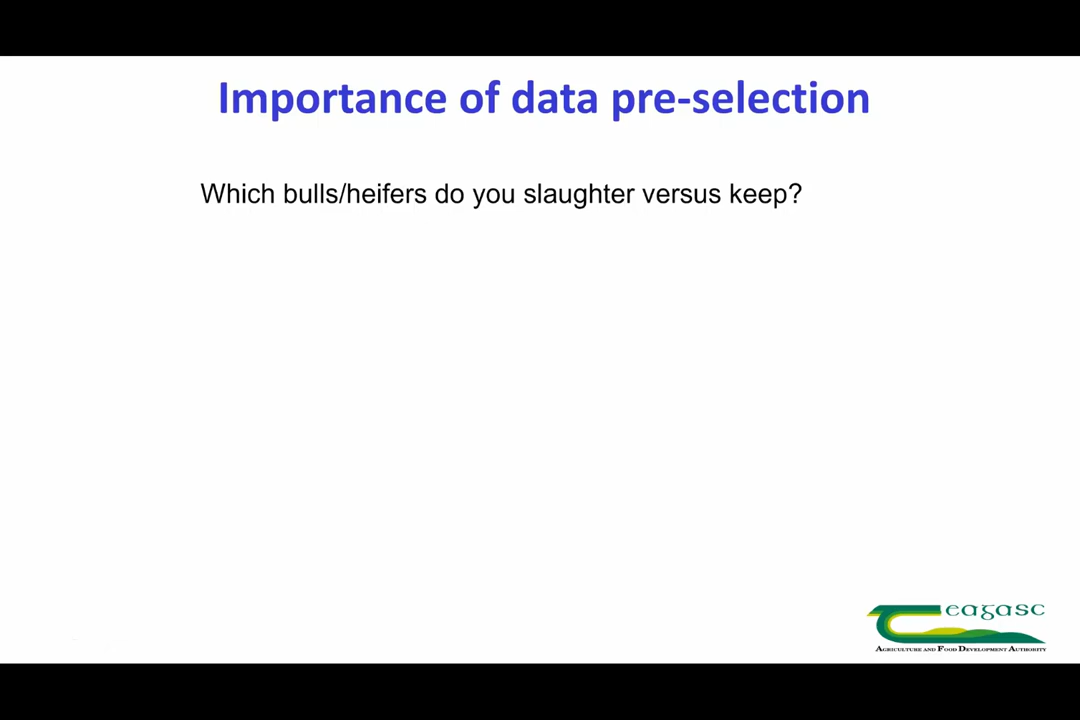 Importance of data pre-selection
Which bulls/heifers do you slaughter versus keep?
Teagasc
AGRICULTURE AND FOOD DEVELOPMENT AUTHORITY